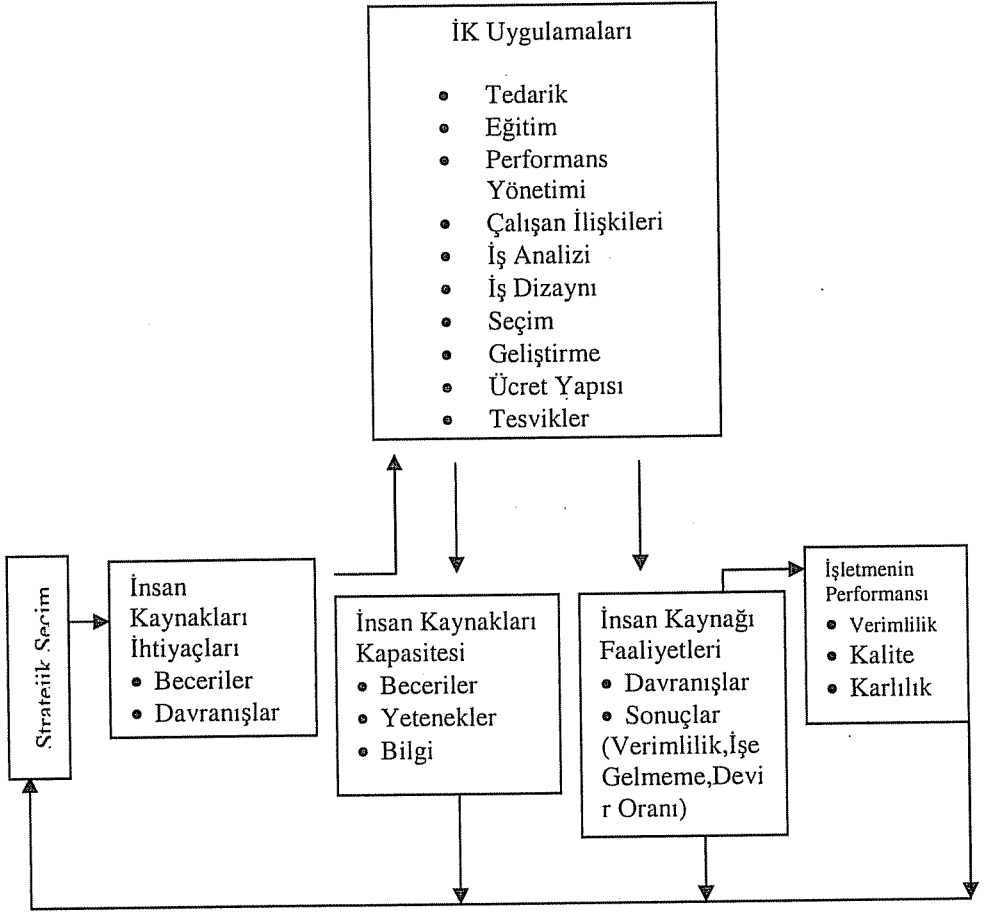 İK Uygulamaları
• Tedarik
• Eğitim
• Performans
Yönetimi
• Çalışan İlişkileri
• İş Analizi
• İş Dizaynı
• Seçim
• Geliştirme
• Ücret Yapısı
• Tesvikler
Stratejik Seçim
İnsan
Kaynakları
İhtiyaçları
• Beceriler
• Davranışlar
İnsan Kaynakları
Kapasitesi
• Beceriler
• Yetenekler
• Bilgi
İnsan Kaynağı
Faaliyetleri
• Davranışlar
• Sonuçlar
(Verimlilik,İşe
Gelmeme,Devi
r Oranı)
İşletmenin
Performansı
• Verimlilik
• Kalite
• Karlılık